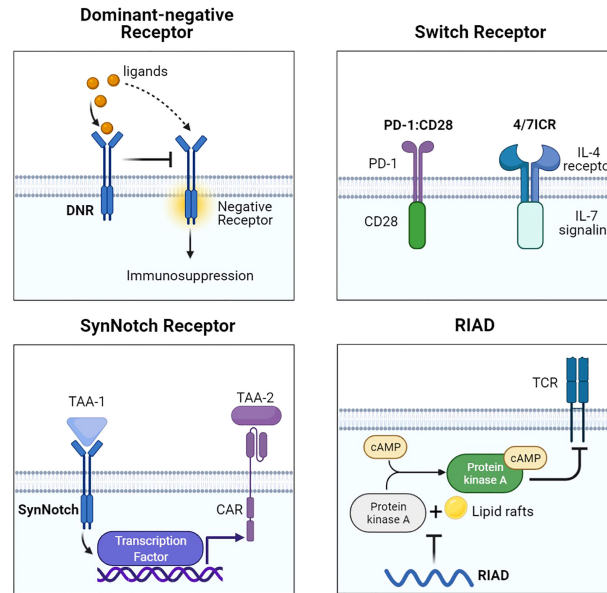 Dominant-negative
Receptor
ligands
DNR
Negative
Receptor
Immunosuppression
Switch Receptor
PD-1:CD28
4/7ICR
PD-1
IL-4
recepto
CD28
IL-7
signalin
SynNotch Receptor
TAA-1
TAA-2
SynNotch
CAR
Transcription
Factor
RIAD
TCR
cAMP
cAMP
Protein
kinase A
Protein
kinase A
+
Lipid rafts
RIAD